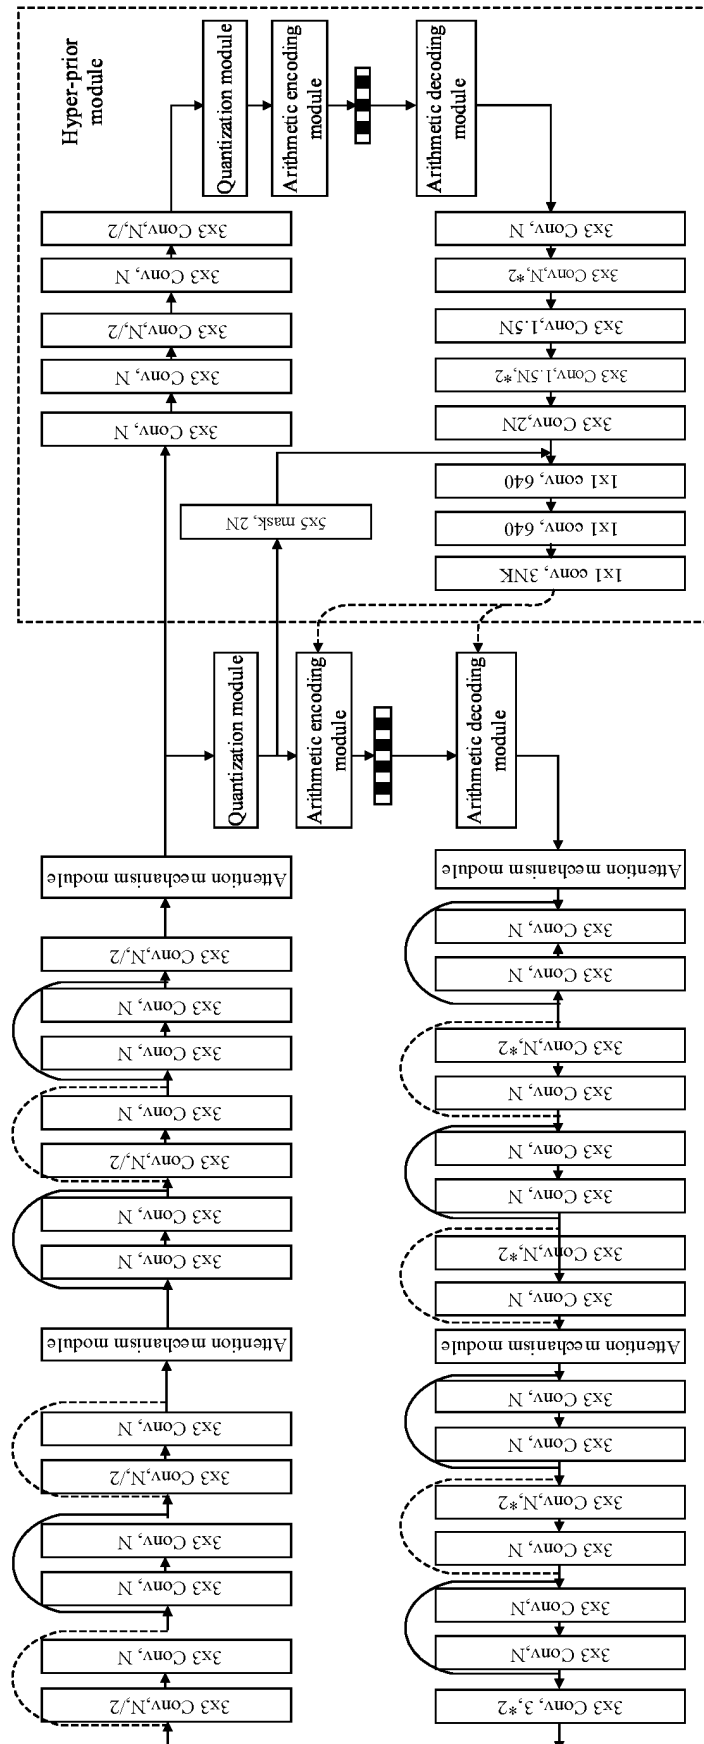 Hyper-prior
module
Quantization module
Arithmetic encoding
module
Arithmetic decoding
module
3x3 Conv,N,/2
3x3 Conv, N
3x3 Conv,N,/2
3x3 Conv, N
3x3 Conv, N
3x3 Conv, N
3x3 Conv,N,*2
3x3 Conv,1.5N
3x3 Conv,1.5N,*2
3x3 Conv,2N
1x1 conv, 640
1x1 conv, 640
1x1 conv, 3NK
5x5 mask, 2N
Quantization module
Arithmetic encoding
module
Arithmetic decoding
module
Attention mechanism module
3x3 Conv,N,/2
3x3 Conv, N
3x3 Conv, N
3x3 Conv, N
3x3 Conv,N,/2
3x3 Conv, N
3x3 Conv, N
Attention mechanism module
3x3 Conv, N
3x3 Conv,N,/2
3x3 Conv, N
3x3 Conv, N
3x3 Conv, N
3x3 Conv,N,/2
Attention mechanism module
3x3 Conv, N
3x3 Conv, N
3x3 Conv,N,*2
3x3 Conv, N
3x3 Conv, N
3x3 Conv, N
3x3 Conv,N,*2
3x3 Conv, N
Attention mechanism module
3x3 Conv, N
3x3 Conv, N
3x3 Conv,N,*2
3x3 Conv, N
3x3 Conv,N,
3x3 Conv,N,
3x3 Conv, 3,*2